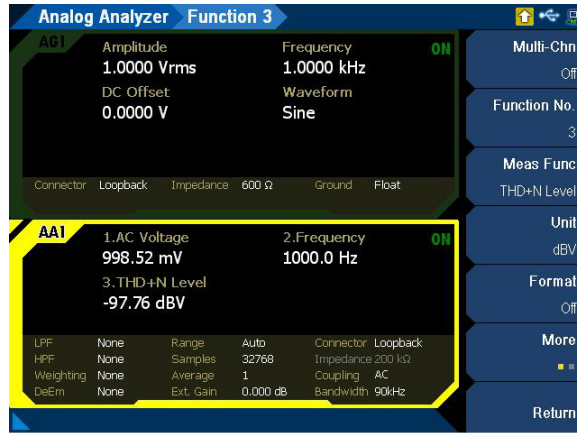 Analog Analyzer Function 3
AG1
ON
Amplitude Frequency
1.0000 Vrms 1.0000 kHz
DC Offset Waveform
0.0000 V Sine
Connector Loopback Impedance 600 Ω Ground Float
AA1
ON
1.AC Voltage 2.Frequency
998.52 mV 1000.0 Hz
3.THD+N Level
-97.76 dBV
LPF None Range Auto Connector Loopback
HPF None Samples 32768 Impedance 200 kΩ
Weighting None Average 1 Coupling AC
DeEm None Ext. Gain 0.000 dB Bandwidth 90kHz
Multi-Chn
Off
Function No.
3
Meas Func
THD+N Level
Unit
dBV
Format
Off
More
Return